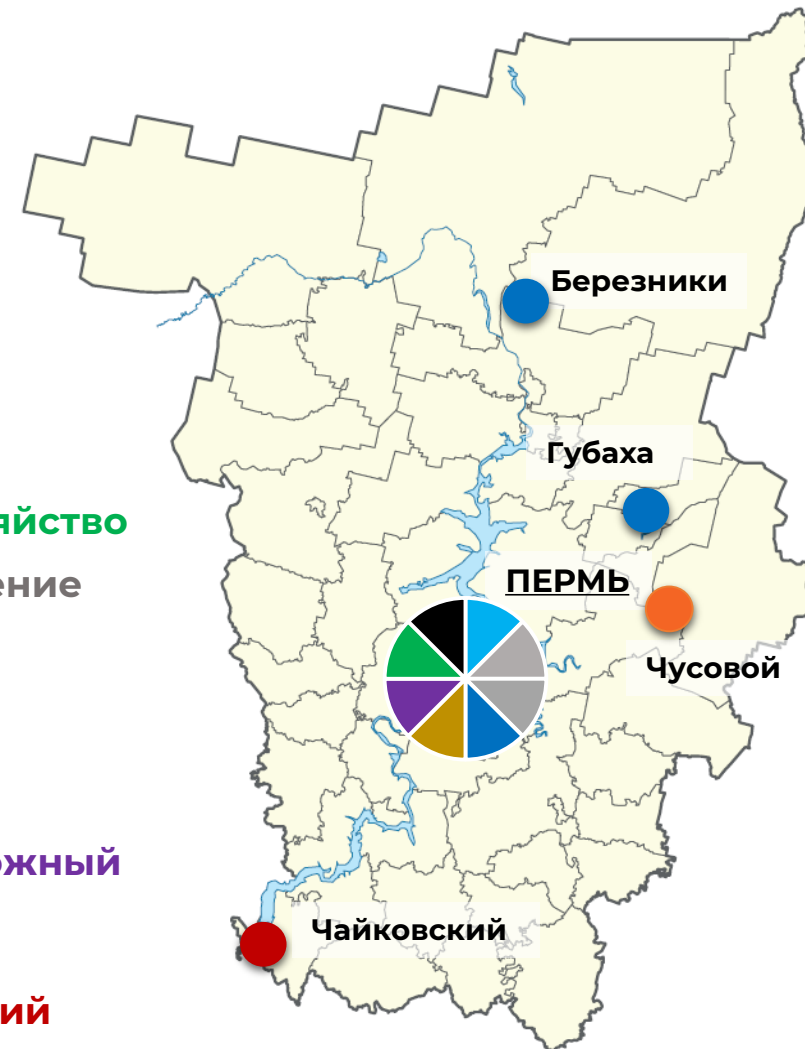 Березники
Губаха
яйство
ПЕРМЬ
ение
Чусовой
ожный
Чайковский
ий